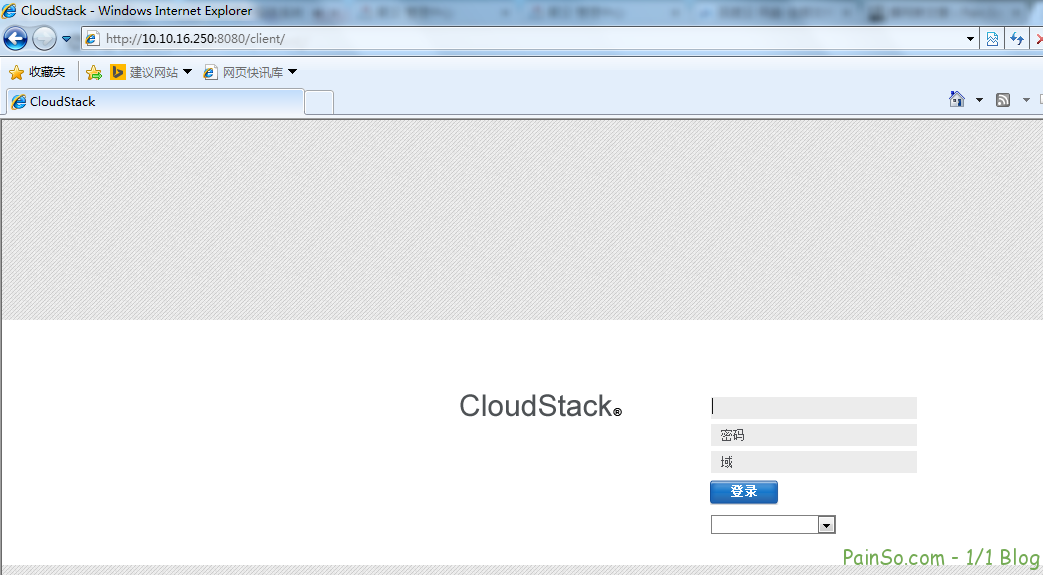 CloudStack - Windows Internet Explorer
http://10.10.16.250:8080/client/
收藏夹 建议网站 网页快讯库
CloudStack
CloudStack®
密码
域
登录
PainSo.com - 1/1 Blog